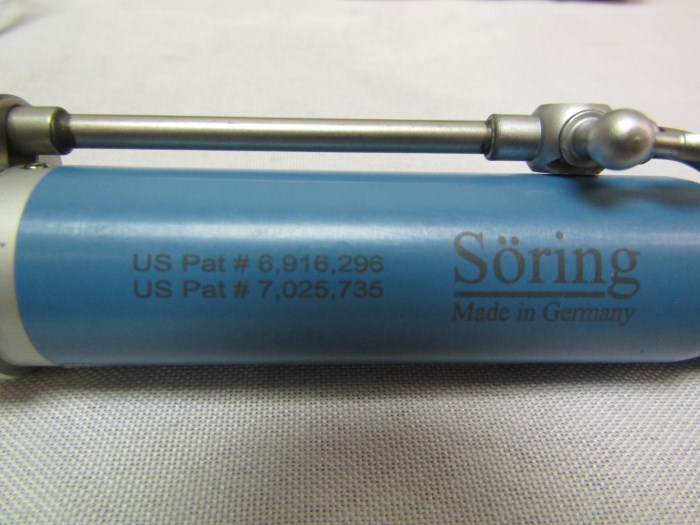 US Pat # 6,916,296
US Pat # 7,025,735
Söring
Made in Germany